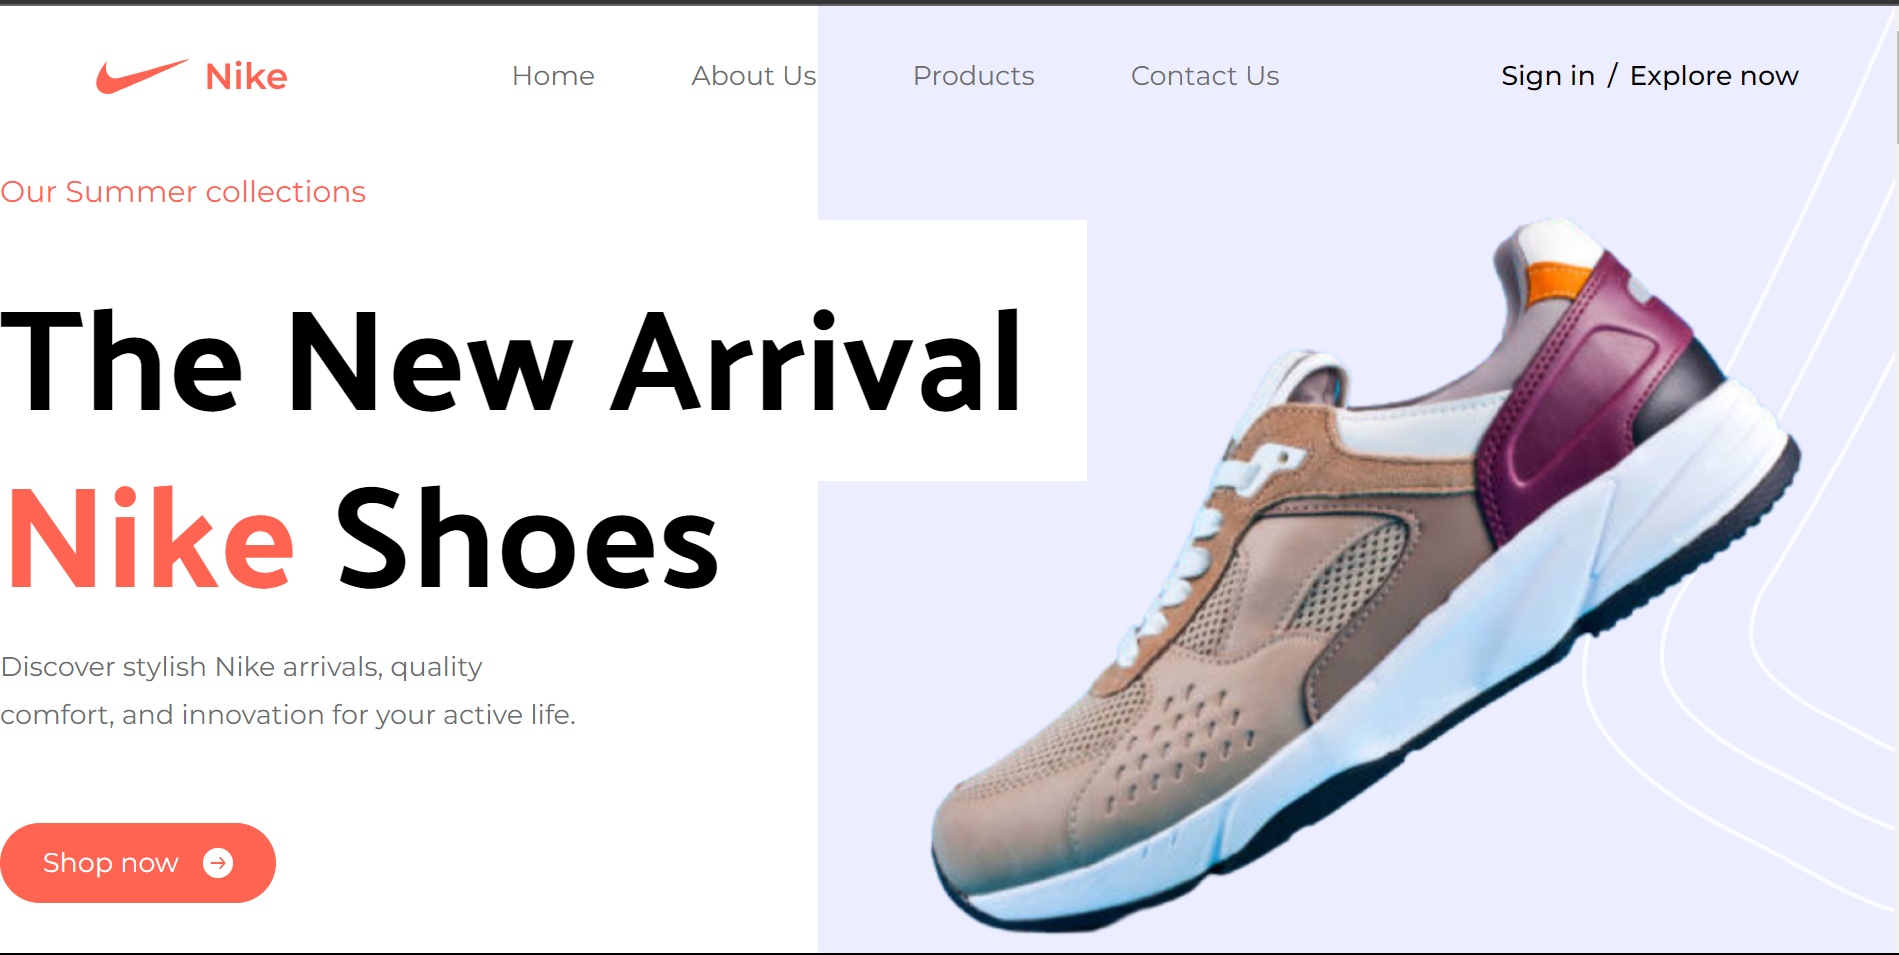 Nike
Home
About Us
Products
Contact Us
Sign in / Explore now
Our Summer collections
The New Arrival
Nike Shoes
Discover stylish Nike arrivals, quality
comfort, and innovation for your active life.
Shop now